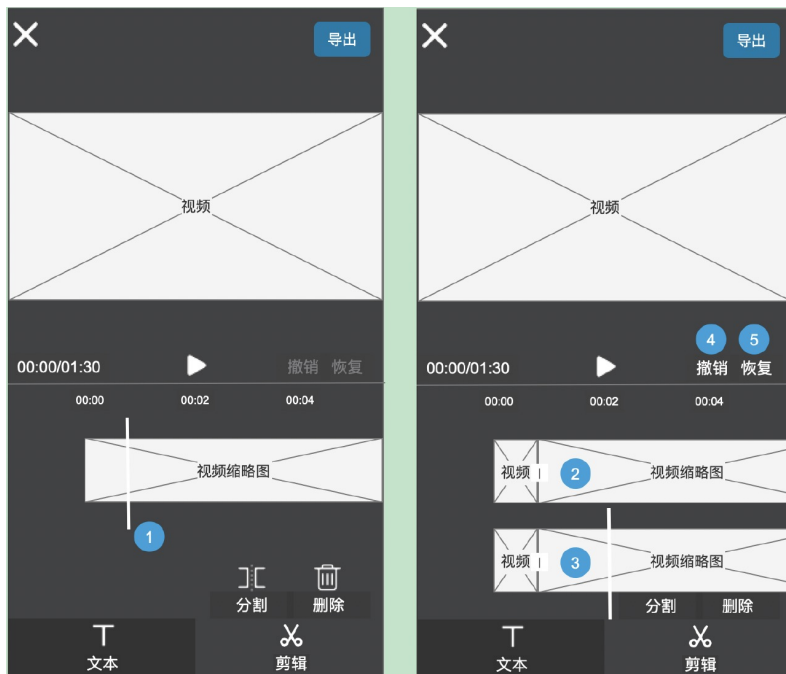 导出
视频
00:00/01:30
撤销 恢复
00:00 00:02 00:04
视频缩略图
1
分割 删除
文本 剪辑
导出
视频
4 5
00:00/01:30
撤销 恢复
00:00 00:02 00:04
视频 2 视频缩略图
视频 3 视频缩略图
分割 删除
文本 剪辑